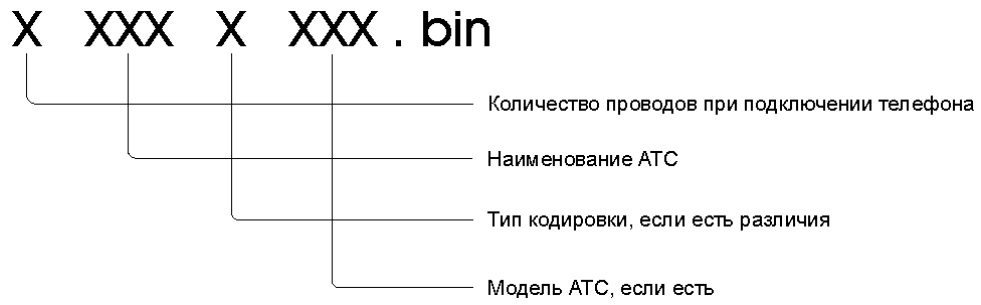 X XXX X XXX . bin
Количество проводов при подключении телефона
Наименование АТС
Тип кодировки, если есть различия
Модель АТС, если есть